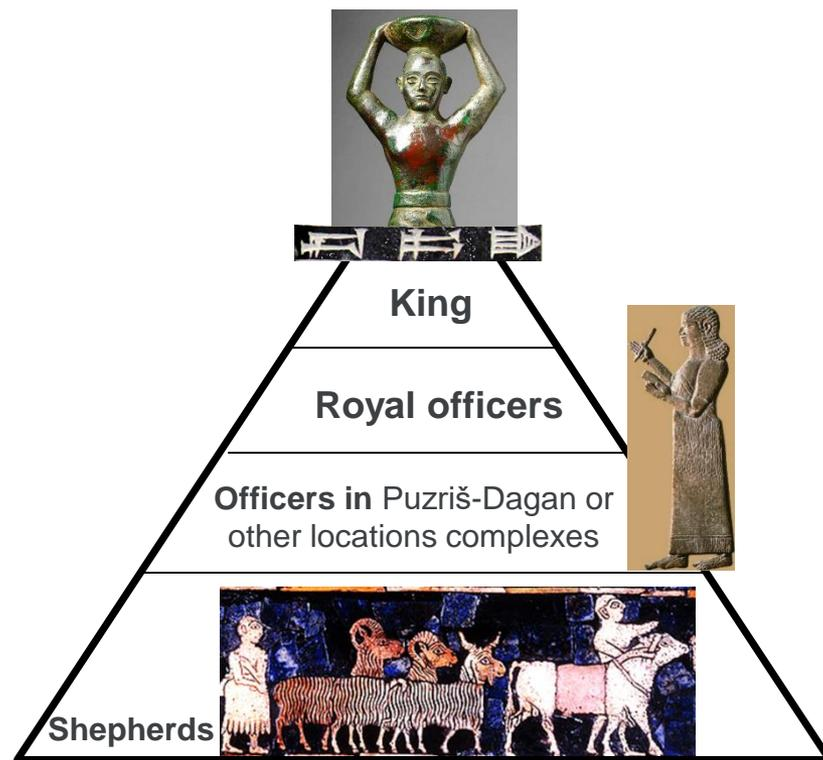 King
Royal officers
Officers in Puzriš-Dagan or
other locations complexes
Shepherds